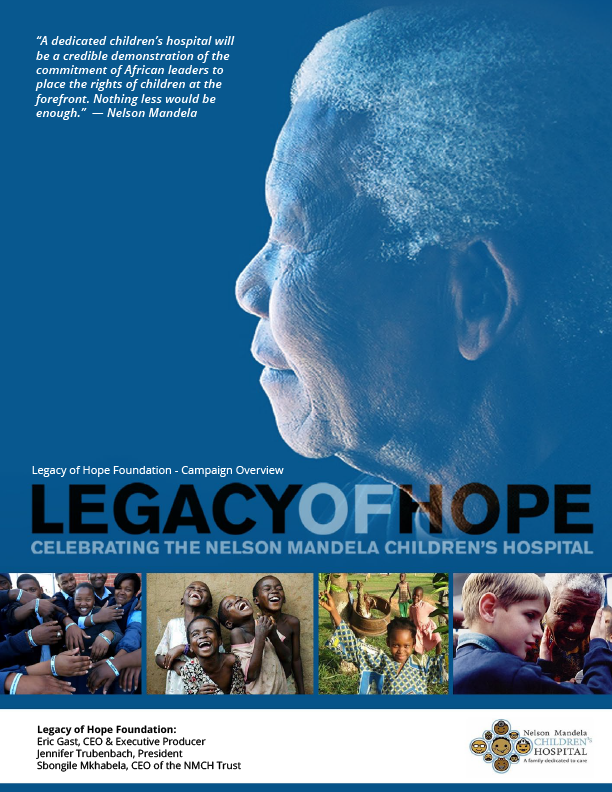 “A dedicated children’s hospital will
be a credible demonstration of the
commitment of African leaders to
place the rights of children at the
forefront. Nothing less would be
enough.” — Nelson Mandela
Legacy of Hope Foundation - Campaign Overview
LEGACYOFHOPE
CELEBRATING THE NELSON MANDELA CHILDREN’S HOSPITAL
Legacy of Hope Foundation:
Eric Gast, CEO & Executive Producer
Jennifer Trubenbach, President
Sbongile Mkhabela, CEO of the NMCH Trust
Nelson Mandela
CHILDREN’S
HOSPITAL
A family dedicated to care